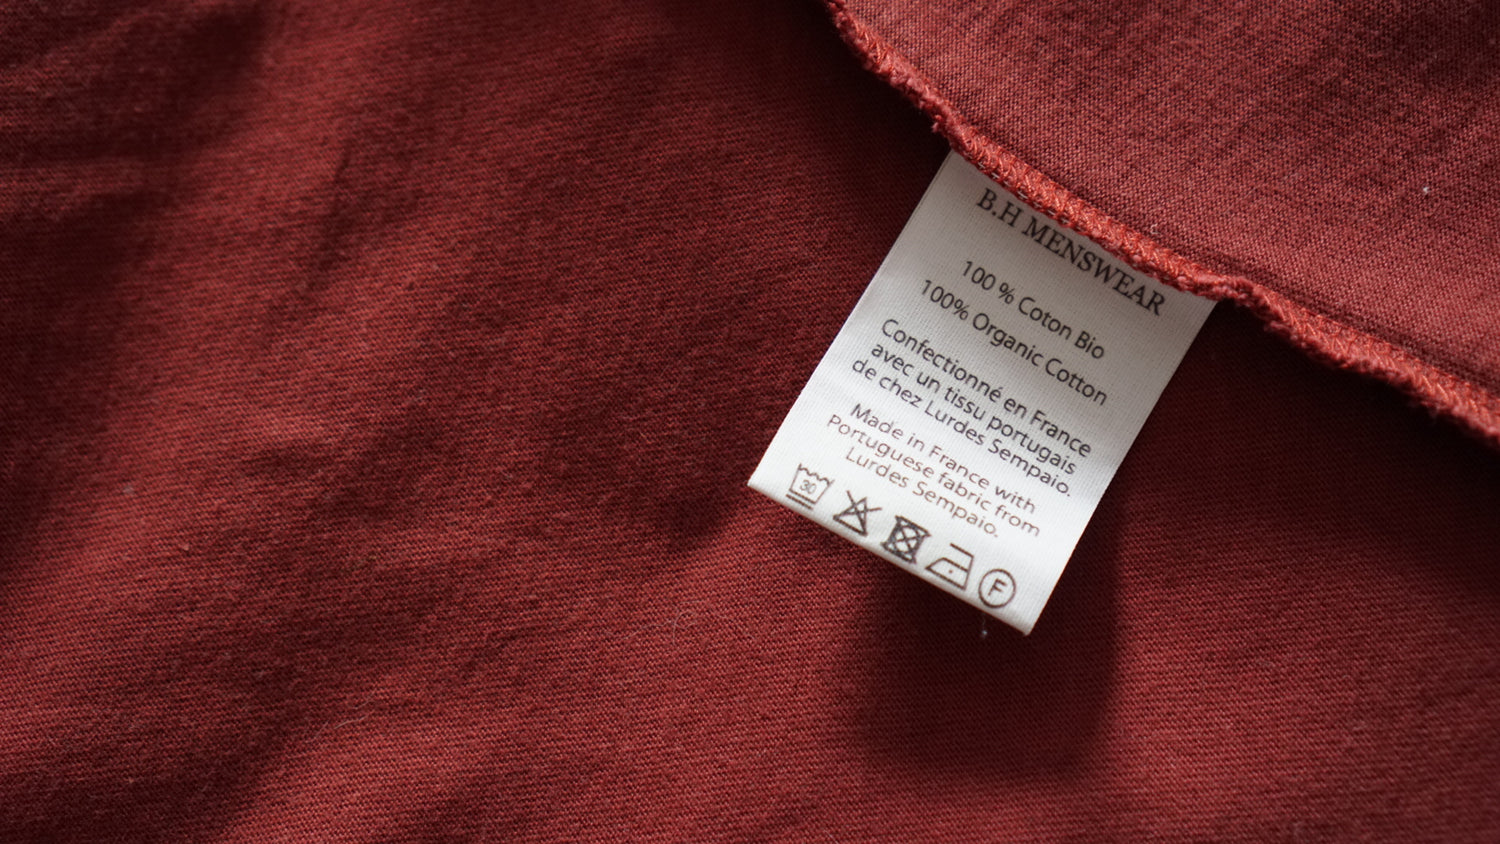 B.H MENSWEAR
100 % Coton Bio
100% Organic Cotton
Confectionné en France
avec un tissu portugais
de chez Lurdes Sempaio.
Made in France with
Portuguese fabric from
Lurdes Sempaio.
30
F